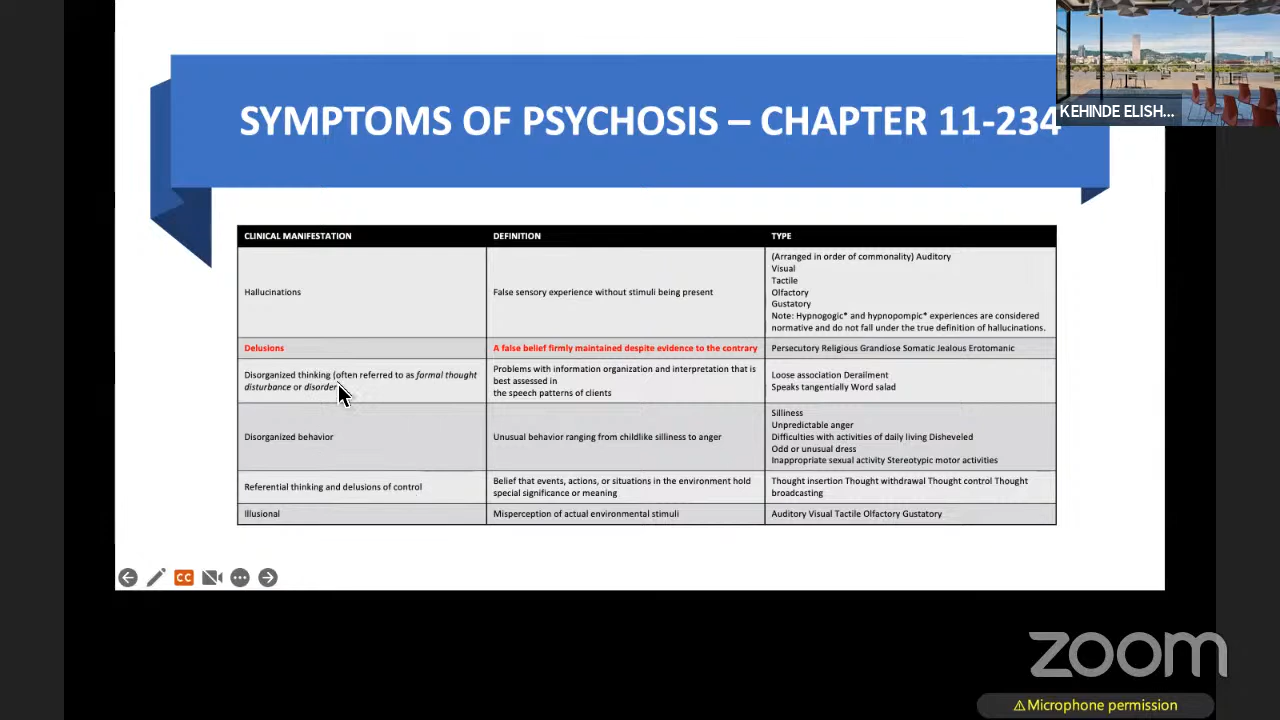 SYMPTOMS OF PSYCHOSIS – CHAPTER 11-234
KEHINDE ELISH...
CLINICAL MANIFESTATION
DEFINITION
TYPE
Hallucinations
False sensory experience without stimuli being present
(Arranged in order of commonality) Auditory
Visual
Tactile
Olfactory
Gustatory
Note: Hypnogogic* and hypnopompic* experiences are considered
normative and do not fall under the true definition of hallucinations.
Delusions
A false belief firmly maintained despite evidence to the contrary
Persecutory Religious Grandiose Somatic Jealous Erotomanic
Disorganized thinking (often referred to as formal thought
disturbance or disorder
Problems with information organization and interpretation that is
best assessed in
the speech patterns of clients
Loose association Derailment
Speaks tangentially Word salad
Disorganized behavior
Unusual behavior ranging from childlike silliness to anger
Silliness
Unpredictable anger
Difficulties with activities of daily living Disheveled
Odd or unusual dress
Inappropriate sexual activity Stereotypic motor activities
Referential thinking and delusions of control
Belief that events, actions, or situations in the environment hold
special significance or meaning
Thought insertion Thought withdrawal Thought control Thought
broadcasting
Illusional
Misperception of actual environmental stimuli
Auditory Visual Tactile Olfactory Gustatory
CC
zoom
⚠Microphone permission